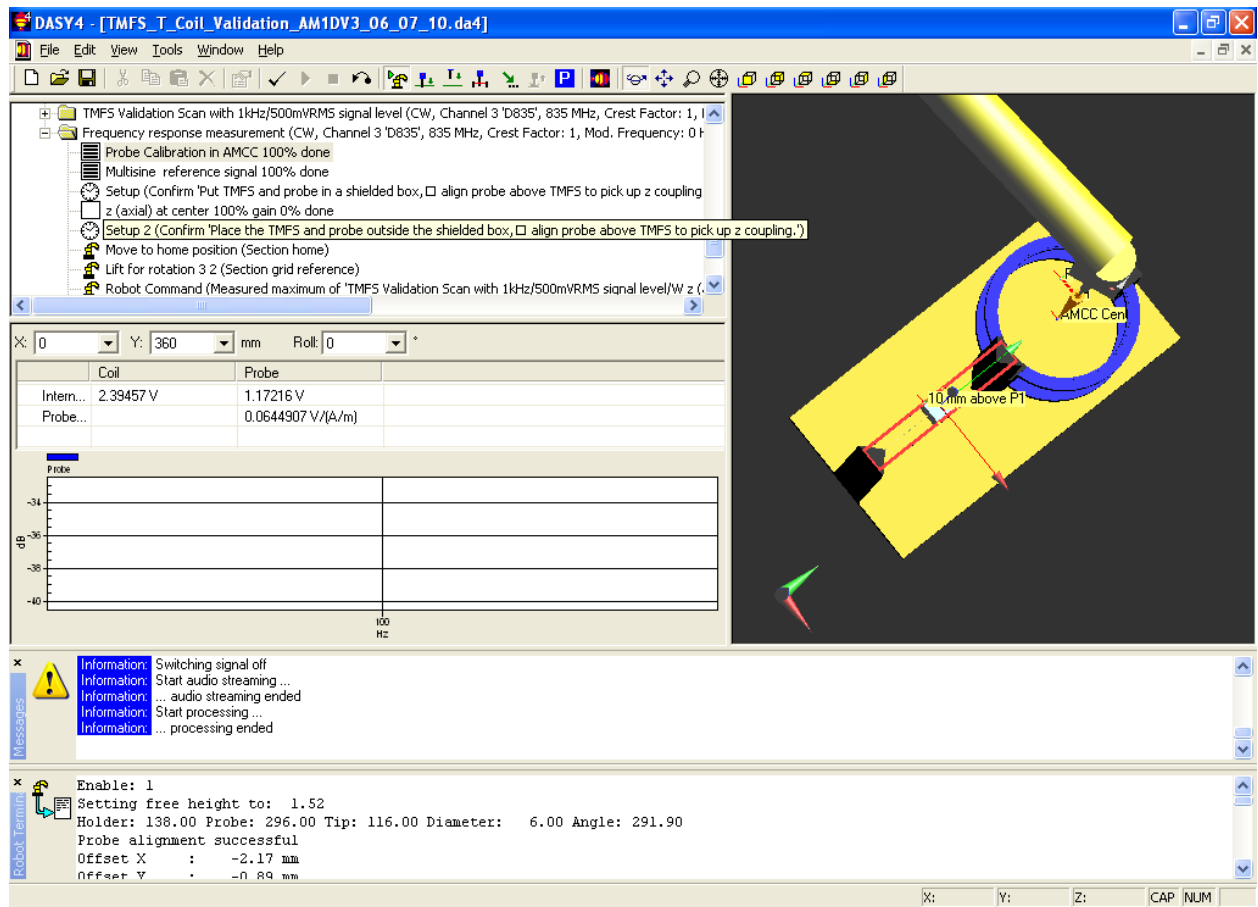 DASY4 - [TMFS_T_Coil_Validation_AM1DV3_06_07_10.da4]
File Edit View Tools Window Help
TMFS Validation Scan with 1kHz/500mVRMS signal level (CW, Channel 3 'D835', 835 MHz, Crest Factor: 1,
Frequency response measurement (CW, Channel 3 'D835', 835 MHz, Crest Factor: 1, Mod. Frequency: 0
Probe Calibration in AMCC 100% done
Multisine reference signal 100% done
Setup (Confirm 'Put TMFS and probe in a shielded box,□ align probe above TMFS to pick up z coupling
z (axial) at center 100% gain 0% done
Setup 2 (Confirm 'Place the TMFS and probe outside the shielded box,□ align probe above TMFS to pick up z coupling.')
Move to home position (Section home)
Lift for rotation 3 2 (Section grid reference)
Robot Command (Measured maximum of 'TMFS Validation Scan with 1kHz/500mVRMS signal level/W z (.
AMCC Cen
10 mm above P1
X: 0 Y: 360 mm Roll: 0 °
Coil Probe
Intern... 2.39457 V 1.17216 V
Probe... 0.0644907 V/(A/m)
Probe
-34
-36
-38
-40
dB
100
Hz
Messages
Information: Switching signal off
Information: Start audio streaming ...
Information: ... audio streaming ended
Information: Start processing ...
Information: ... processing ended
Robot Termin
Enable: 1
Setting free height to: 1.52
Holder: 138.00 Probe: 296.00 Tip: 116.00 Diameter: 6.00 Angle: 291.90
Probe alignment successful
Offset X : -2.17 mm
Offset Y : -0.89 mm
X: Y: Z: CAP NUM